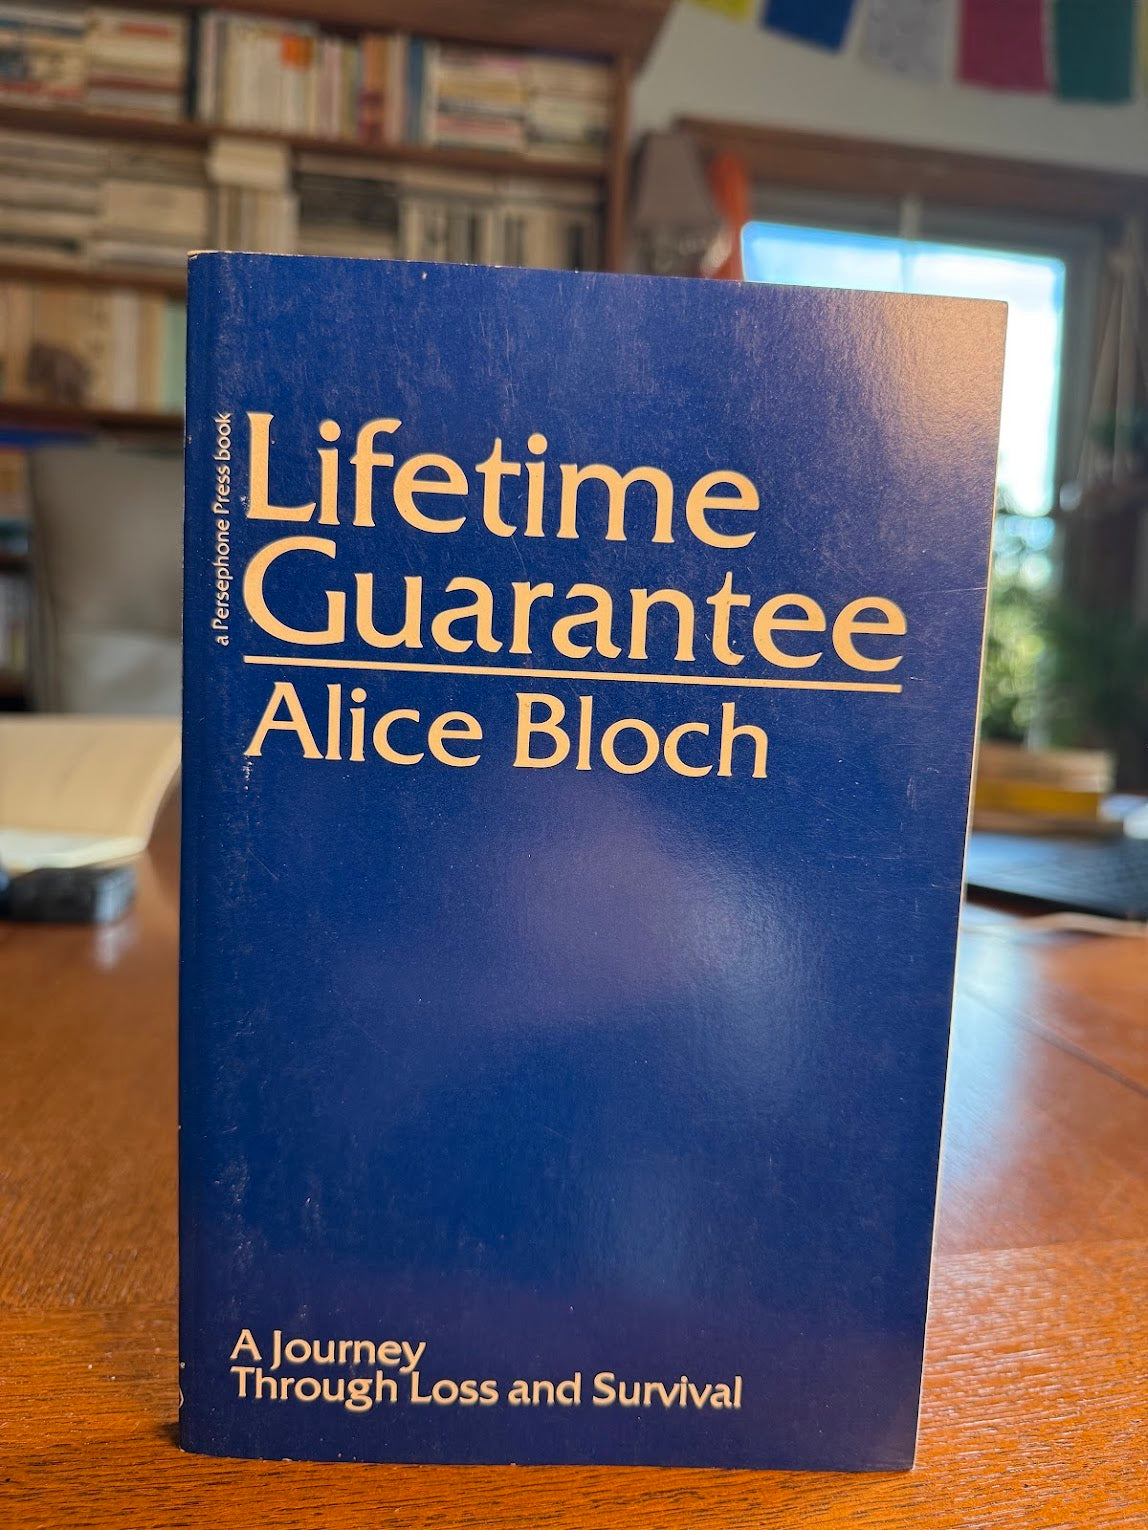 a Persephone Press book
Lifetime
Guarantee
Alice Bloch
A Journey
Through Loss and Survival